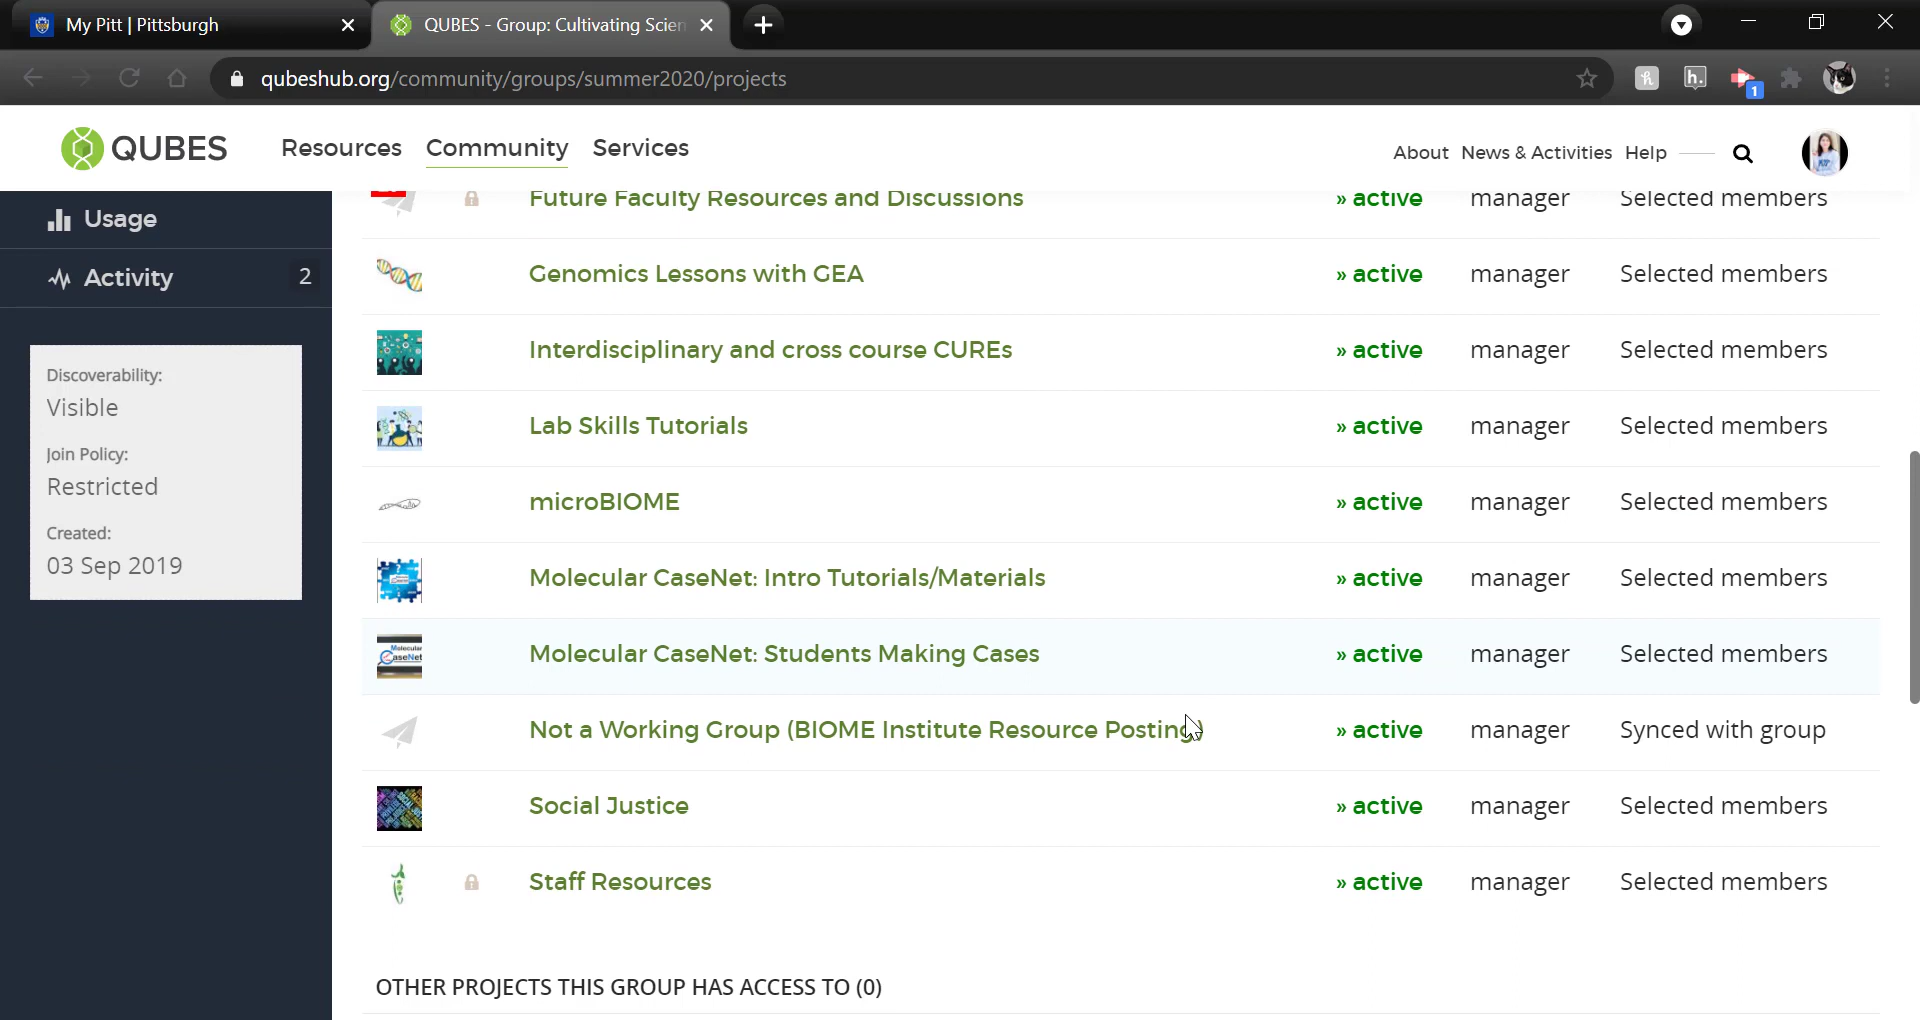 My Pitt | Pittsburgh
QUBES - Group: Cultivating Scien
qubeshub.org/community/groups/summer2020/projects
1
QUBES
Resources
Community
Services
About
News & Activities
Help
Usage
Activity
2
Discoverability:
Visible
Join Policy:
Restricted
Created:
03 Sep 2019
Future Faculty Resources and Discussions » active manager Selected members
Genomics Lessons with GEA » active manager Selected members
Interdisciplinary and cross course CUREs » active manager Selected members
Lab Skills Tutorials » active manager Selected members
microBIOME » active manager Selected members
Molecular CaseNet: Intro Tutorials/Materials » active manager Selected members
Molecular CaseNet
Molecular CaseNet: Students Making Cases » active manager Selected members
Not a Working Group (BIOME Institute Resource Posting) » active manager Synced with group
Social Justice » active manager Selected members
Staff Resources » active manager Selected members
OTHER PROJECTS THIS GROUP HAS ACCESS TO (0)